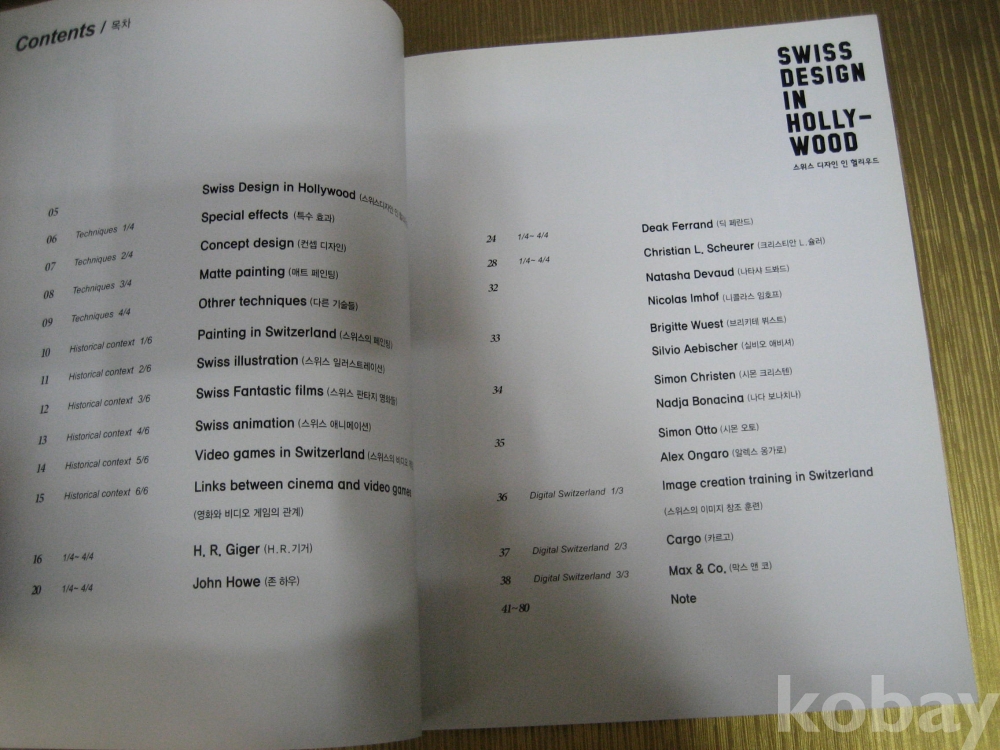 Contents / 목차
05 Swiss Design in Hollywood (스위스디자인 인
06 Techniques 1/4 Special effects (특수 효과)
07 Techniques 2/4 Concept design (컨셉 디자인)
08 Techniques 3/4 Matte painting (매트 페인팅)
09 Techniques 4/4 Othrer techniques (다른 기술들)
10 Historical context 1/6 Painting in Switzerland (스위스의 페인팅)
11 Historical context 2/6 Swiss illustration (스위스 일러스트레이션)
12 Historical context 3/6 Swiss Fantastic films (스위스 판타지 영화들)
13 Historical context 4/6 Swiss animation (스위스 애니메이션)
14 Historical context 5/6 Video games in Switzerland (스위스의 비디오
15 Historical context 6/6 Links between cinema and video games
(영화와 비디오 게임의 관계)
16 1/4~ 4/4 H. R. Giger (H.R.기거)
20 1/4~ 4/4 John Howe (존 하우)
SWISS
DESIGN
IN
HOLLY-
WOOD
스위스 디자인 인 헐리우드
24 1/4~ 4/4 Deak Ferrand (딕 페란드)
28 1/4~ 4/4 Christian L. Scheurer (크리스티안 L.슐러)
32 Natasha Devaud (나타샤 드봐드)
Nicolas Imhof (니콜라스 임호프)
33 Brigitte Wuest (브리키테 뷔스트)
Silvio Aebischer (실비오 애비셔)
34 Simon Christen (시몬 크리스텐)
Nadja Bonacina (나다 보나치나)
35 Simon Otto (시몬 오토)
Alex Ongaro (알렉스 옹가로)
36 Digital Switzerland 1/3 Image creation training in Switzerland
(스위스의 이미지 창조 훈련)
37 Digital Switzerland 2/3 Cargo (카르고)
38 Digital Switzerland 3/3 Max & Co. (막스 앤 코)
41~80 Note
kobay